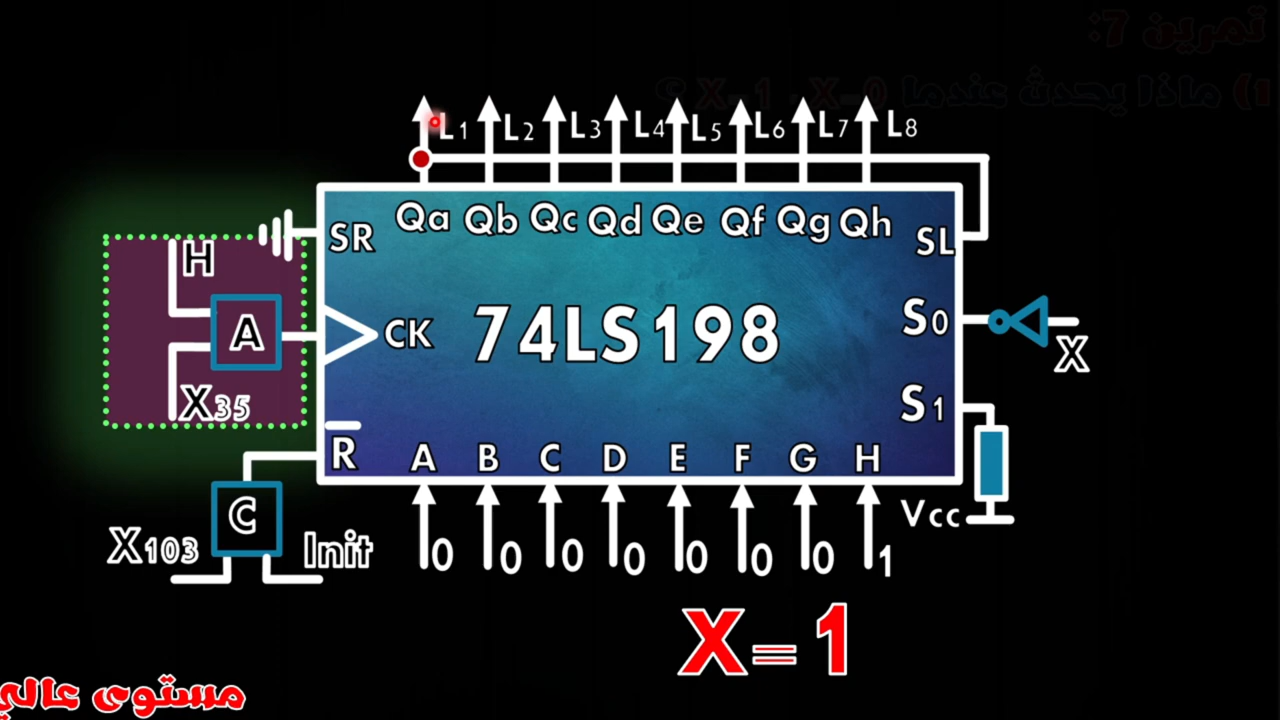 تمرين 7:
1) ماذا يحدث عندما X=0 , X=1 ؟
L1 L2 L3 L4 L5 L6 L7 L8
SR Qa Qb Qc Qd Qe Qf Qg Qh SL
H
A
X35
CK 74LS198 S0
X
S1
R A B C D E F G H
Vcc
C
X103 Init
0 0 0 0 0 0 0 1
X=1
مستوى عالي